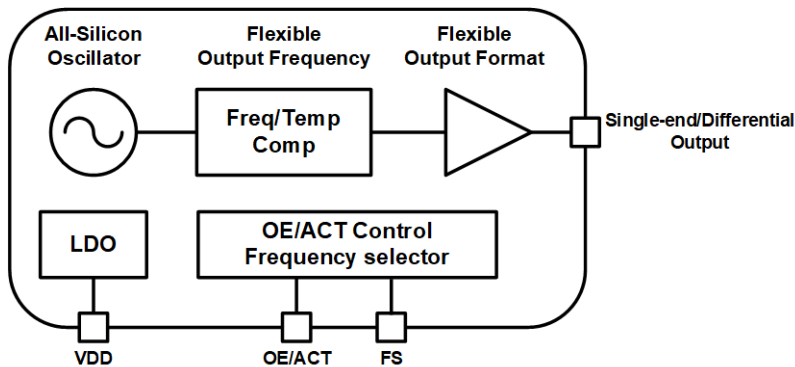 All-Silicon
Oscillator
Flexible
Output Frequency
Flexible
Output Format
Freq/Temp
Comp
Single-end/Differential
Output
LDO
OE/ACT Control
Frequency selector
VDD
OE/ACT
FS